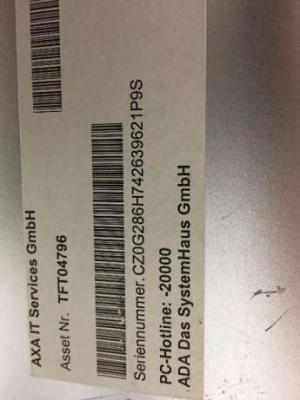 AXA IT Services GmbH
Asset Nr. TFT04796
Seriennummer. CZ0G286H742639621P9S
PC-Hotline: -20000
ADA Das SystemHaus GmbH